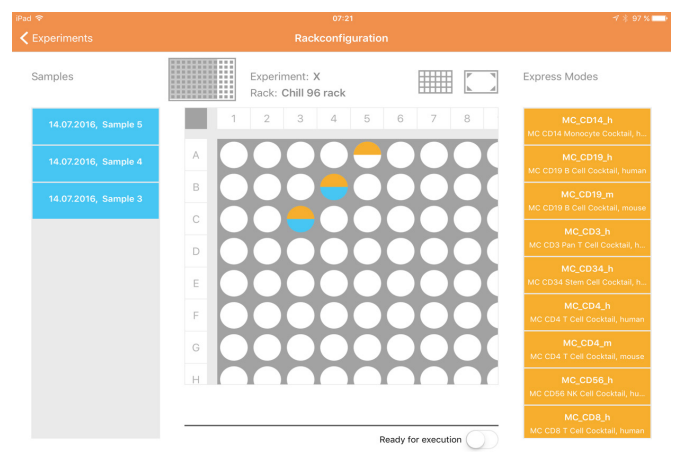 iPad 07:21 97 %
Experiments Rackconfiguration
Samples
Experiment: X
Rack: Chill 96 rack
Express Modes
14.07.2016, Sample 5
14.07.2016, Sample 4
14.07.2016, Sample 3
1 2 3 4 5 6 7 8
A
B
C
D
E
F
G
H
MC_CD14_h
MC CD14 Monocyte Cocktail, h...
MC_CD19_h
MC CD19 B Cell Cocktail, human
MC_CD19_m
MC CD19 B Cell Cocktail, mouse
MC_CD3_h
MC CD3 Pan T Cell Cocktail, h...
MC_CD34_h
MC CD34 Stem Cell Cocktail, h...
MC_CD4_h
MC CD4 T Cell Cocktail, human
MC_CD4_m
MC CD4 T Cell Cocktail, mouse
MC_CD56_h
MC CD56 NK Cell Cocktail, hu...
MC_CD8_h
MC CD8 T Cell Cocktail, human
Ready for execution